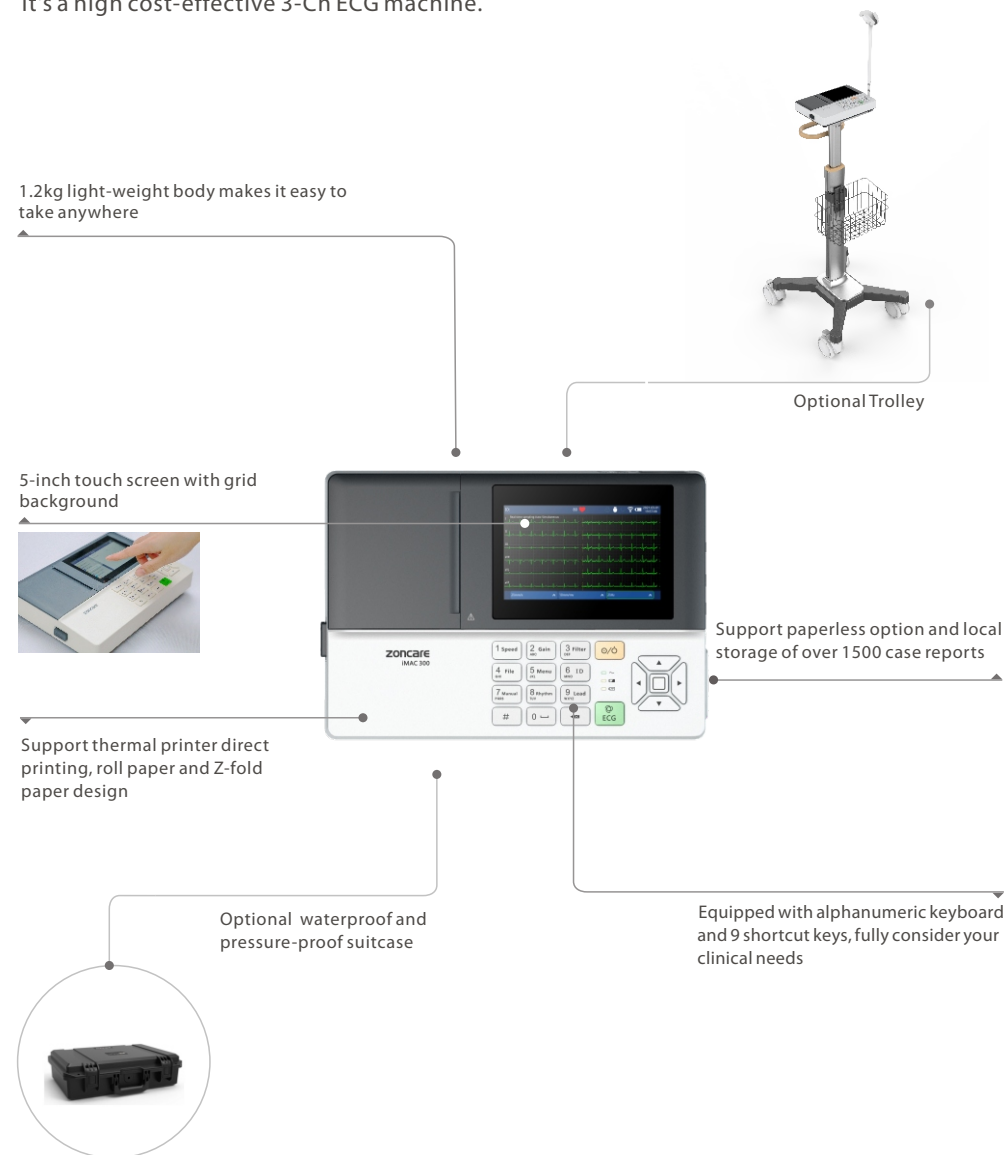 It's a high cost-effective 3-Ch ECG machine.
1.2kg light-weight body makes it easy to
take anywhere
Optional Trolley
5-inch touch screen with grid
background
zoncare
iMAC 300
1 Speed
2 Gain
ABC
3 Filter
DEF
4 File
5 Menu
6 ID
7 Manual
8 Rhythm
9 Lead
#
0
ECG
Support paperless option and local
storage of over 1500 case reports
Support thermal printer direct
printing, roll paper and Z-fold
paper design
Optional waterproof and
pressure-proof suitcase
Equipped with alphanumeric keyboard
and 9 shortcut keys, fully consider your
clinical needs